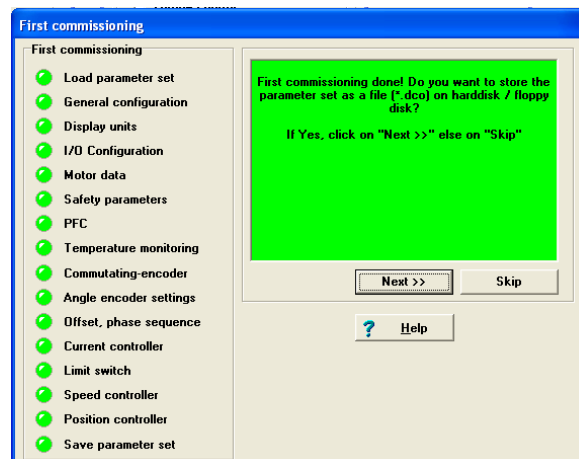 First commissioning
First commissioning
Load parameter set
General configuration
Display units
I/O Configuration
Motor data
Safety parameters
PFC
Temperature monitoring
Commutating-encoder
Angle encoder settings
Offset, phase sequence
Current controller
Limit switch
Speed controller
Position controller
Save parameter set
First commissioning done! Do you want to store the
parameter set as a file (*.dco) on harddisk / floppy
disk?
If Yes, click on "Next >>" else on "Skip"
Next >>
Skip
? Help